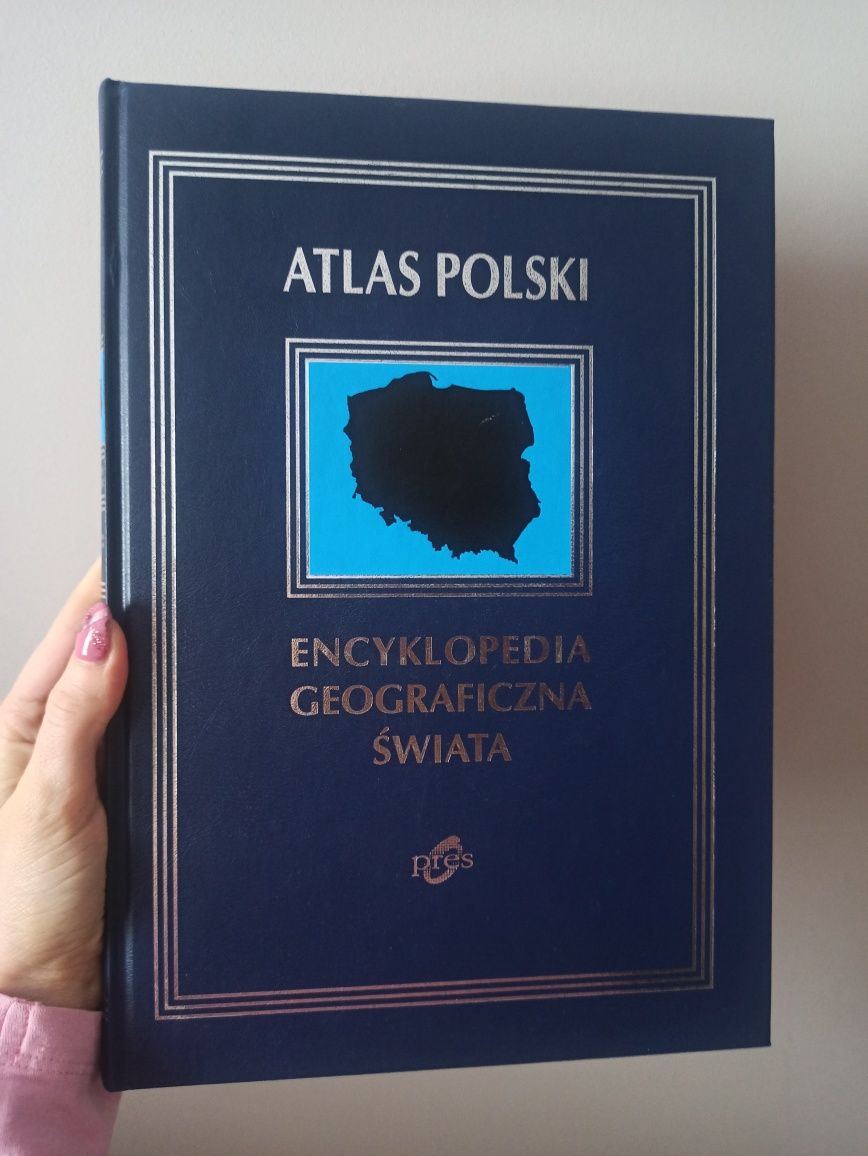 ATLAS POLSKI
ENCYKLOPEDIA
GEOGRAFICZNA
ŚWIATA
pres